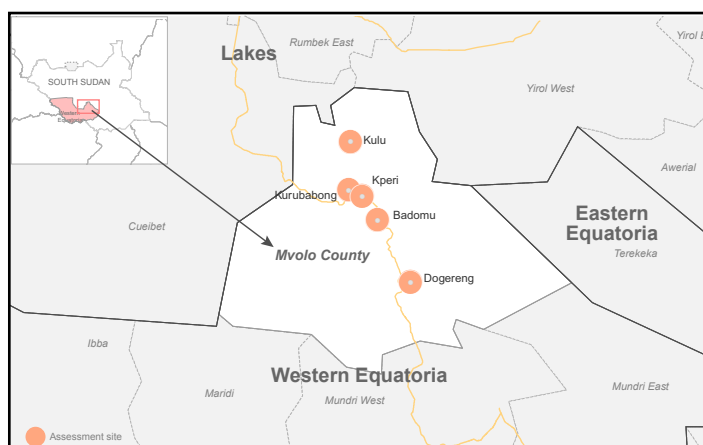 Rumbek East
Lakes
Yirol E
SOUTH SUDAN
Yirol West
Western
Kulu
Awerial
Kperi
Kurubabong
Badomu
Eastern
Equatoria
Cueibet
Mvolo County
Terekeka
Dogereng
Ibba
Western Equatoria
Maridi
Mundri West
Mundri East
Assessment site